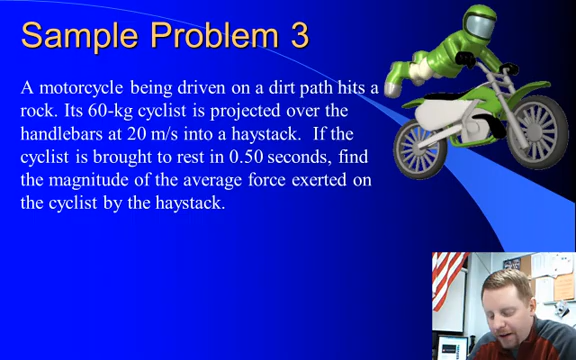 Sample Problem 3
A motorcycle being driven on a dirt path hits a
rock. Its 60-kg cyclist is projected over the
handlebars at 20 m/s into a haystack.  If the
cyclist is brought to rest in 0.50 seconds, find
the magnitude of the average force exerted on
the cyclist by the haystack.